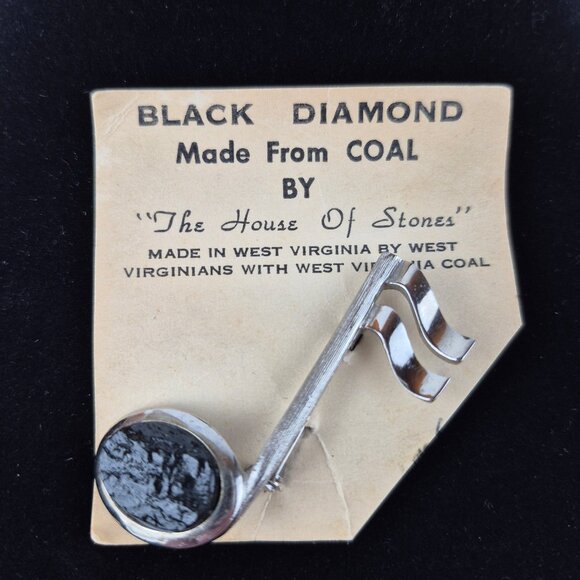 BLACK DIAMOND
Made From COAL
BY
"The House Of Stones"
MADE IN WEST VIRGINIA BY WEST
VIRGINIANS WITH WEST COAL